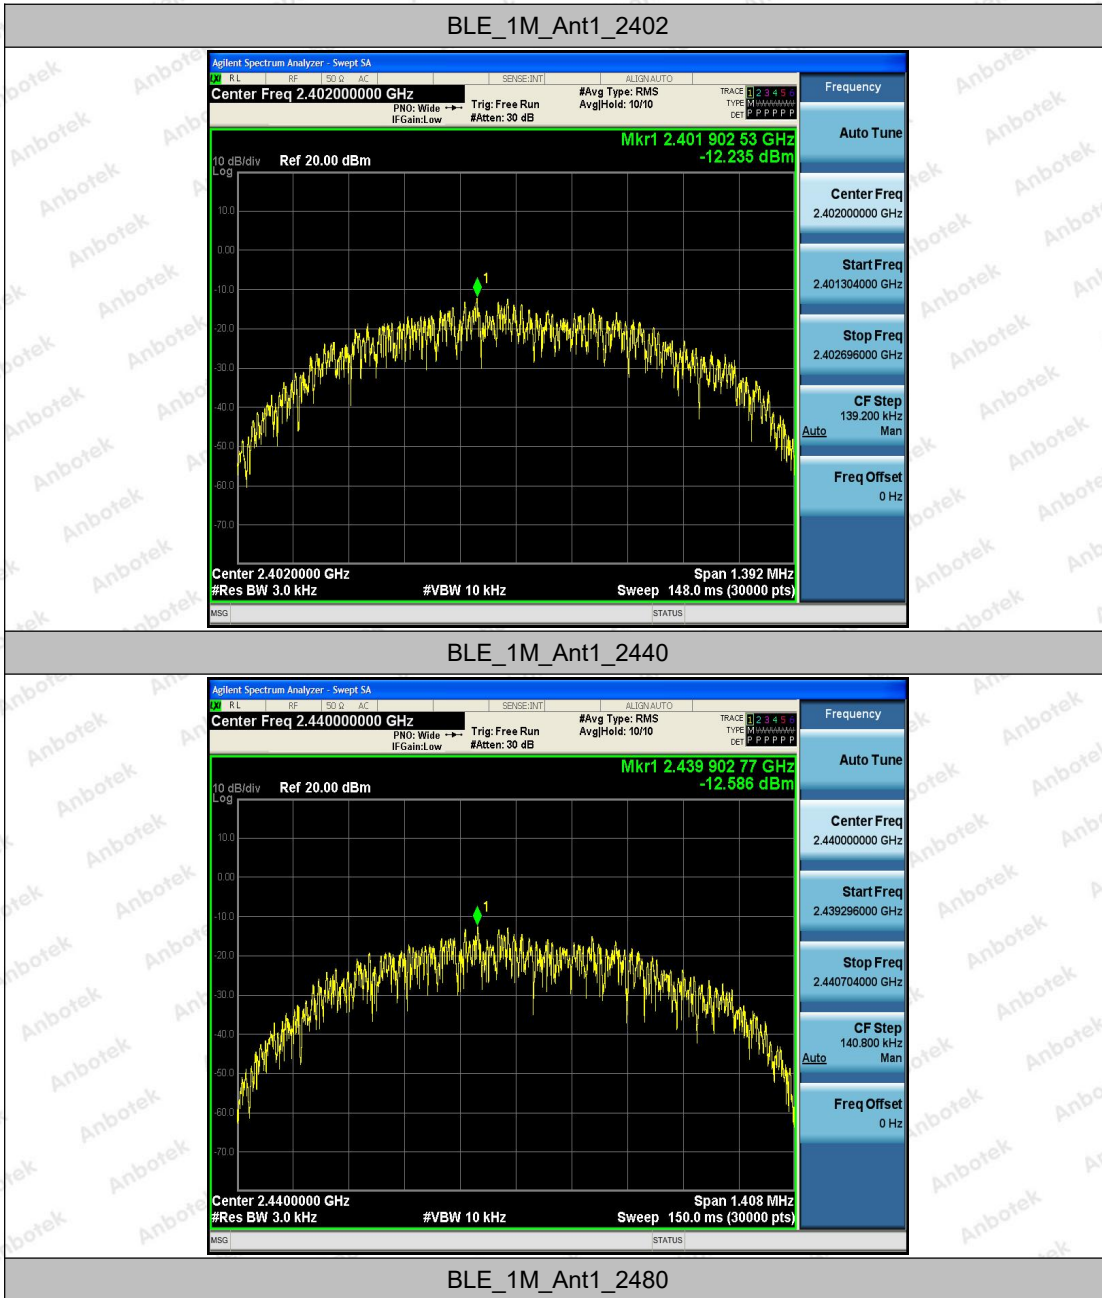 BLE_1M_Ant1_2402
Agilent Spectrum Analyzer - Swept SA
LXI RL RF 50 Ω AC SENSE:INT ALIGNAUTO
Center Freq 2.402000000 GHz
PNO: Wide
IFGain:Low
Trig: Free Run
#Atten: 30 dB
#Avg Type: RMS
Avg|Hold: 10/10
TRACE 1 2 3 4 5 6
TYPE M WWWWW
DET P P P P P P
Mkr1 2.401 902 53 GHz
-12.235 dBm
10 dB/div Ref 20.00 dBm
Log
10.0
0.00
-10.0
-20.0
-30.0
-40.0
-50.0
-60.0
-70.0
1
Center 2.4020000 GHz Span 1.392 MHz
#Res BW 3.0 kHz #VBW 10 kHz Sweep 148.0 ms (30000 pts)
MSG STATUS
Frequency
Auto Tune
Center Freq
2.402000000 GHz
Start Freq
2.401304000 GHz
Stop Freq
2.402696000 GHz
CF Step
139.200 kHz
Auto Man
Freq Offset
0 Hz
BLE_1M_Ant1_2440
Agilent Spectrum Analyzer - Swept SA
LXI RL RF 50 Ω AC SENSE:INT ALIGNAUTO
Center Freq 2.440000000 GHz
PNO: Wide
IFGain:Low
Trig: Free Run
#Atten: 30 dB
#Avg Type: RMS
Avg|Hold: 10/10
TRACE 1 2 3 4 5 6
TYPE M WWWWW
DET P P P P P P
Mkr1 2.439 902 77 GHz
-12.586 dBm
10 dB/div Ref 20.00 dBm
Log
10.0
0.00
-10.0
-20.0
-30.0
-40.0
-50.0
-60.0
-70.0
1
Center 2.4400000 GHz Span 1.408 MHz
#Res BW 3.0 kHz #VBW 10 kHz Sweep 150.0 ms (30000 pts)
MSG STATUS
Frequency
Auto Tune
Center Freq
2.440000000 GHz
Start Freq
2.439296000 GHz
Stop Freq
2.440704000 GHz
CF Step
140.800 kHz
Auto Man
Freq Offset
0 Hz
BLE_1M_Ant1_2480
Anbotek